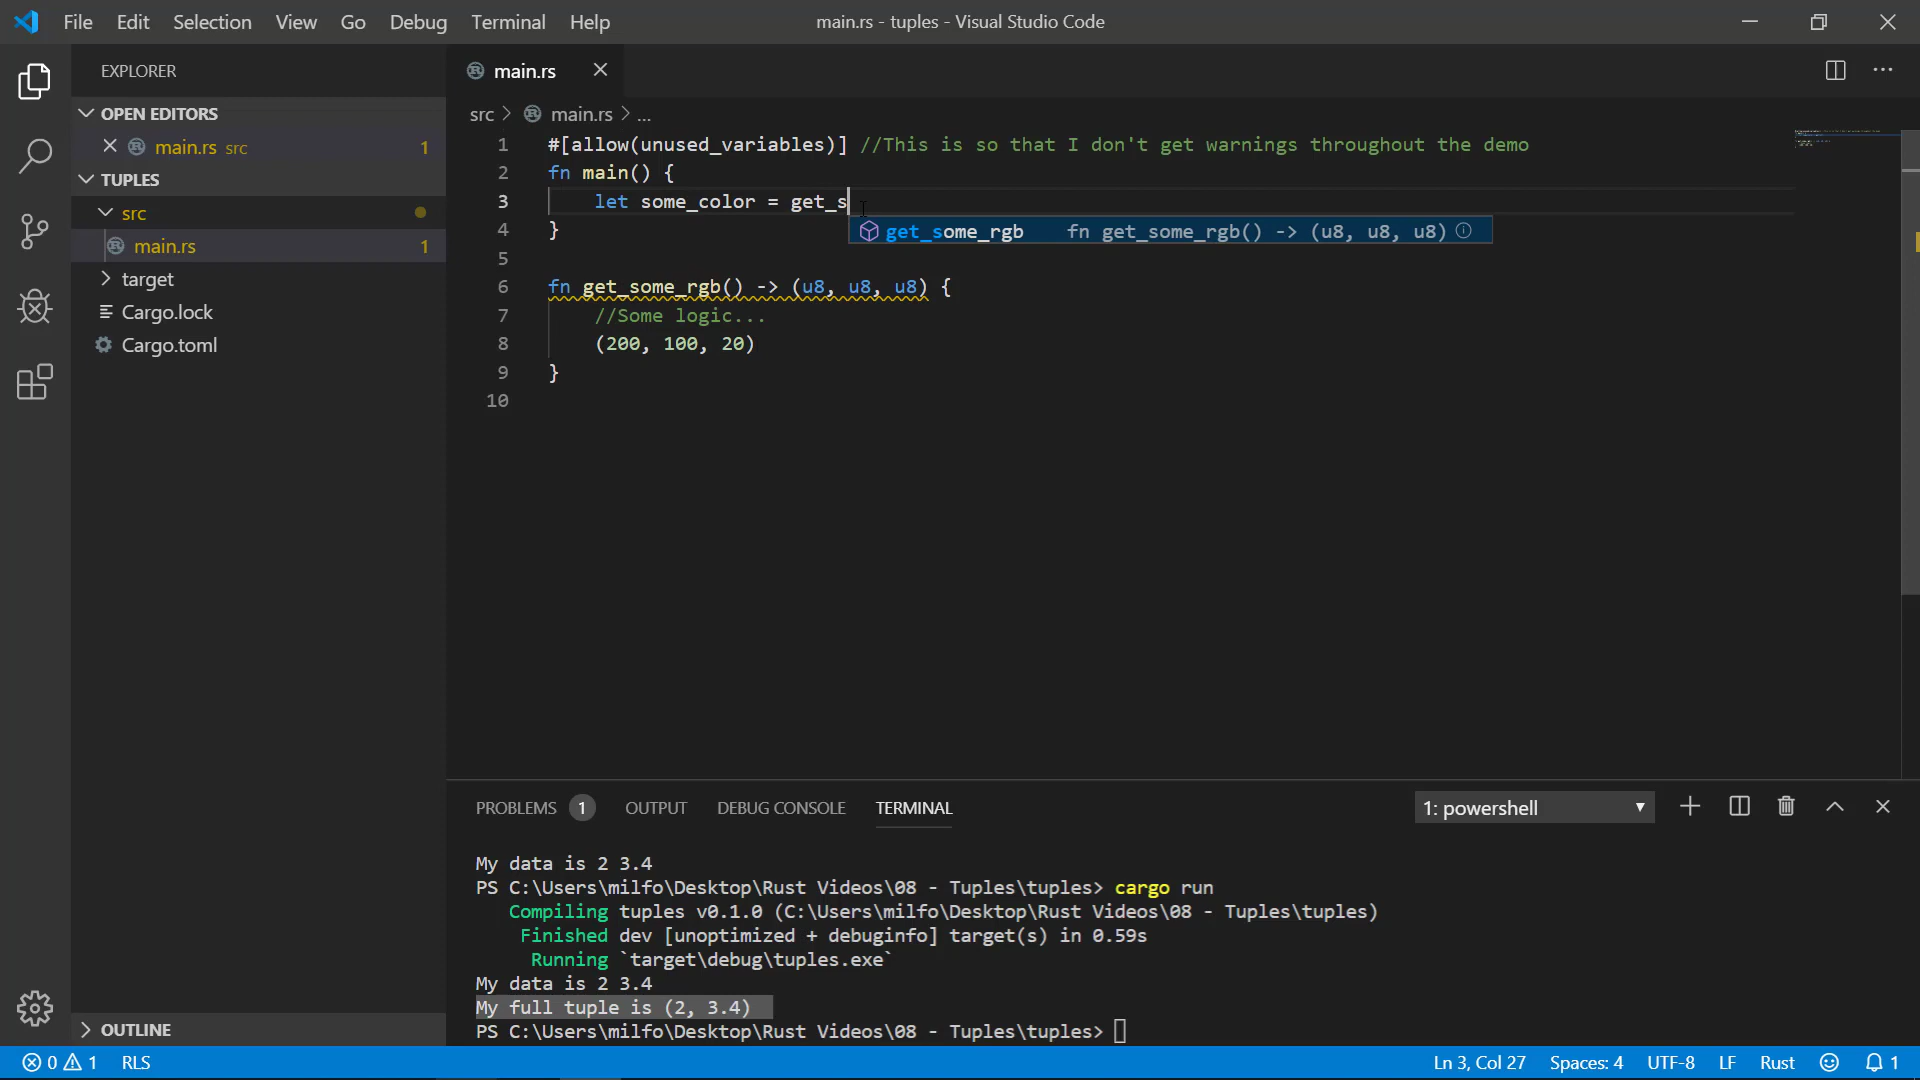 File Edit Selection View Go Debug Terminal Help
main.rs - tuples - Visual Studio Code
EXPLORER
OPEN EDITORS
main.rs src 1
TUPLES
src
main.rs 1
target
Cargo.lock
Cargo.toml
OUTLINE
main.rs
src > main.rs > ...
1 #[allow(unused_variables)] //This is so that I don't get warnings throughout the demo
2 fn main() {
3 let some_color = get_s
get_some_rgb fn get_some_rgb() -> (u8, u8, u8)
4 }
5
6 fn get_some_rgb() -> (u8, u8, u8) {
7 //Some logic...
8 (200, 100, 20)
9 }
10
PROBLEMS 1 OUTPUT DEBUG CONSOLE TERMINAL 1: powershell
My data is 2 3.4
PS C:\Users\milfo\Desktop\Rust Videos\08 - Tuples\tuples> cargo run
Compiling tuples v0.1.0 (C:\Users\milfo\Desktop\Rust Videos\08 - Tuples\tuples)
Finished dev [unoptimized + debuginfo] target(s) in 0.59s
Running `target\debug\tuples.exe`
My data is 2 3.4
My full tuple is (2, 3.4)
PS C:\Users\milfo\Desktop\Rust Videos\08 - Tuples\tuples>
0 1 RLS Ln 3, Col 27 Spaces: 4 UTF-8 LF Rust 1